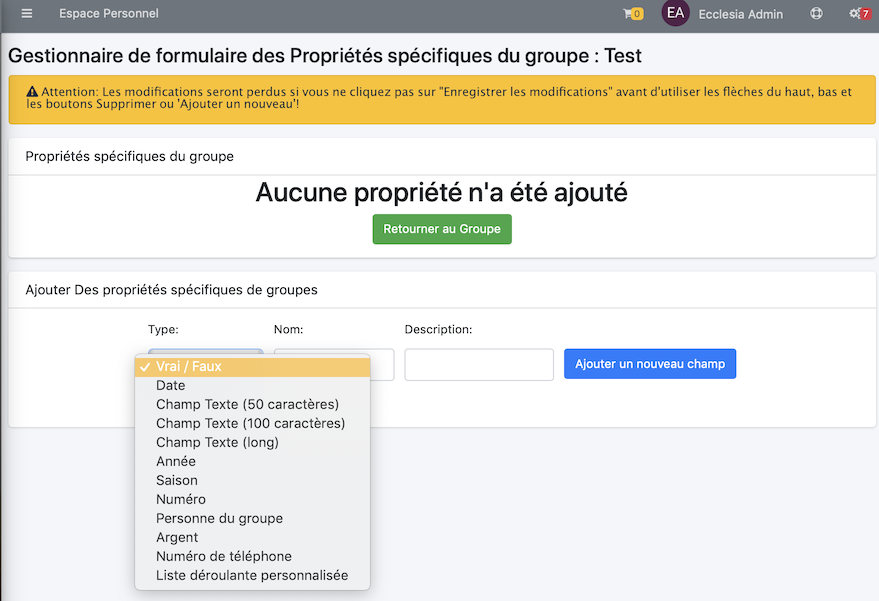 Espace Personnel
0
EA
Ecclesia Admin
7
Gestionnaire de formulaire des Propriétés spécifiques du groupe : Test
Attention: Les modifications seront perdus si vous ne cliquez pas sur "Enregistrer les modifications" avant d'utiliser les flèches du haut, bas et
les boutons Supprimer ou 'Ajouter un nouveau'!
Propriétés spécifiques du groupe
Aucune propriété n'a été ajouté
Retourner au Groupe
Ajouter Des propriétés spécifiques de groupes
Type:
Nom:
Description:
Ajouter un nouveau champ
✓ Vrai / Faux
Date
Champ Texte (50 caractères)
Champ Texte (100 caractères)
Champ Texte (long)
Année
Saison
Numéro
Personne du groupe
Argent
Numéro de téléphone
Liste déroulante personnalisée